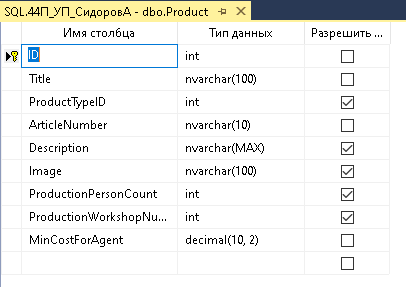 SQL.44П_УП_СидоровА - dbo.Product
Имя столбца Тип данных Разрешить ...
ID int
Title nvarchar(100)
ProductTypeID int
ArticleNumber nvarchar(10)
Description nvarchar(MAX)
Image nvarchar(100)
ProductionPersonCount int
ProductionWorkshopNu... int
MinCostForAgent decimal(10, 2)